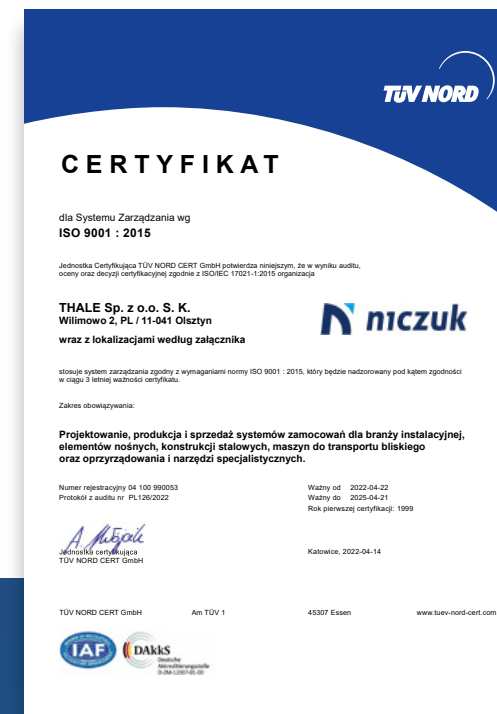 TÜV NORD
CERTYFIKAT
dla Systemu Zarządzania wg
ISO 9001 : 2015
Jednostka Certyfikująca TÜV NORD CERT GmbH potwierdza niniejszym, że w wyniku auditu,
oceny oraz decyzji certyfikacyjnej zgodnie z ISO/IEC 17021-1:2015 organizacja
THALE Sp. z o.o. S. K.
Wilimowo 2, PL / 11-041 Olsztyn
wraz z lokalizacjami według załącznika
niczuk
stosuje system zarządzania zgodny z wymaganiami normy ISO 9001 : 2015, który będzie nadzorowany pod kątem zgodności
w ciągu 3 letniej ważności certyfikatu.
Zakres obowiązywania:
Projektowanie, produkcja i sprzedaż systemów zamocowań dla branży instalacyjnej,
elementów nośnych, konstrukcji stalowych, maszyn do transportu bliskiego
oraz oprzyrządowania i narzędzi specjalistycznych.
Numer rejestracyjny 04 100 990053
Protokół z auditu nr PL126/2022
Ważny od 2022-04-22
Ważny do 2025-04-21
Rok pierwszej certyfikacji: 1999
Jednostka certyfikująca
TÜV NORD CERT GmbH
Katowice, 2022-04-14
TÜV NORD CERT GmbH Am TÜV 1 45307 Essen www.tuev-nord-cert.com
IAF
DAkkS
Deutsche
Akkreditierungsstelle
D-ZM-12007-01-00